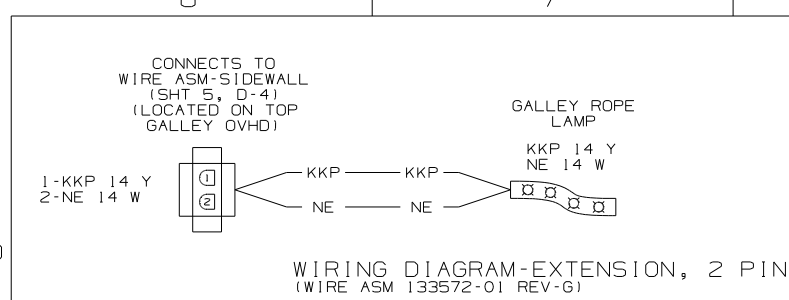 CONNECTS TO
WIRE ASM-SIDEWALL
(SHT 5, D-4)
(LOCATED ON TOP
GALLEY OVHD)
GALLEY ROPE
LAMP
KKP 14 Y
NE 14 W
1-KKP 14 Y
2-NE 14 W
1
2
KKP KKP
NE NE
WIRING DIAGRAM-EXTENSION, 2 PIN
(WIRE ASM 133572-01 REV-G)